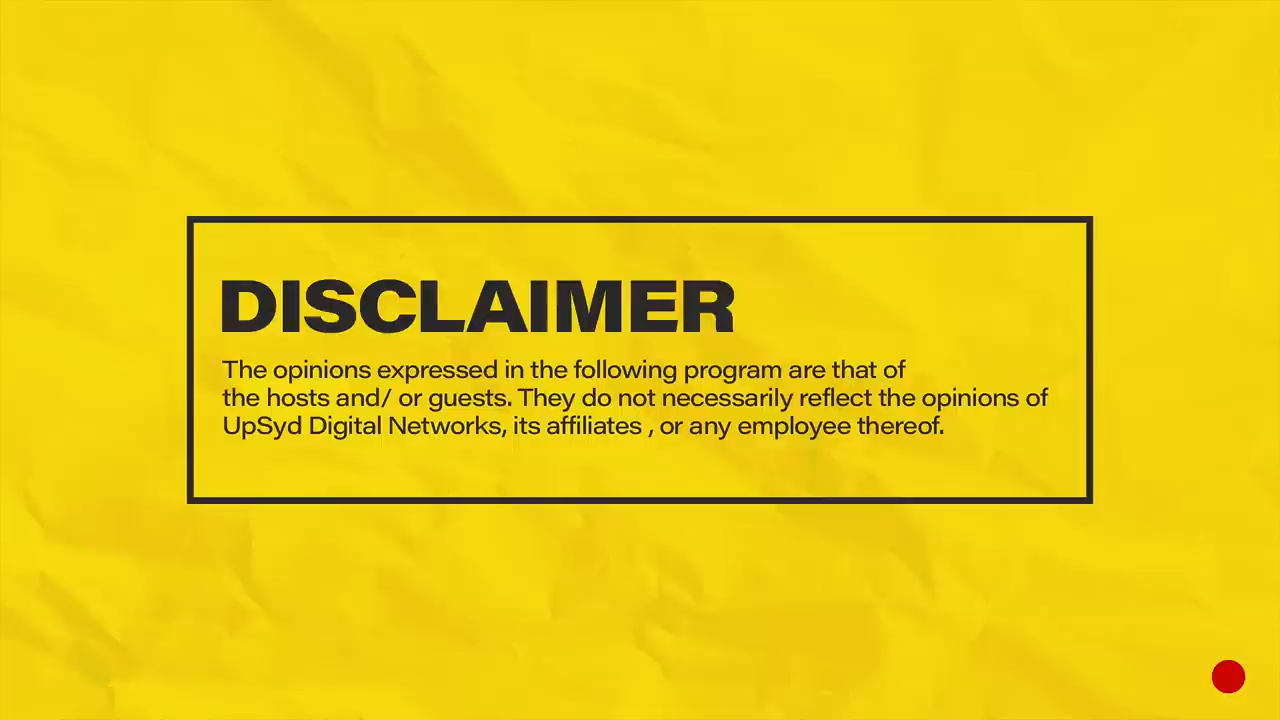 DISCLAIMER
The opinions expressed in the following program are that of
the hosts and/ or guests. They do not necessarily reflect the opinions of
UpSyd Digital Networks, its affiliates , or any employee thereof.